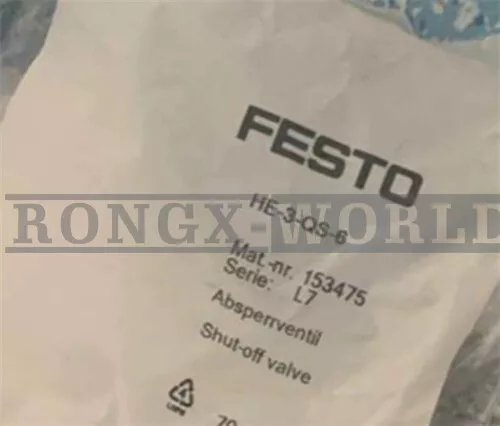 FESTO
HE-3-QS-6
RONGX-WORLD
Mat.-nr. 153475
Serie: L7
Absperrventil
Shut-off valve